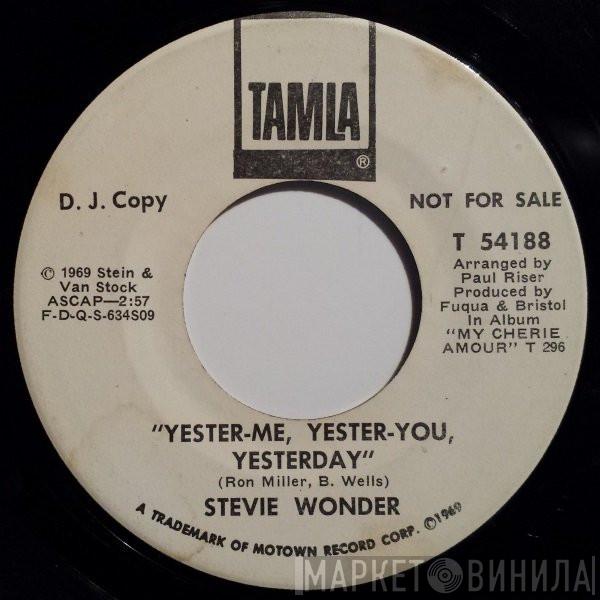 TAMLA
®
D. J. Copy
NOT FOR SALE
T 54188
Arranged by
Paul Riser
Produced by
Fuqua & Bristol
In Album
"MY CHERIE
AMOUR" T 296
© 1969 Stein &
Van Stock
ASCAP—2:57
F-D-Q-S-634S09
"YESTER-ME, YESTER-YOU,
YESTERDAY"
(Ron Miller, B. Wells)
STEVIE WONDER
A TRADEMARK OF MOTOWN RECORD CORP. ©1969
МАРКЕТ ВИНИЛА